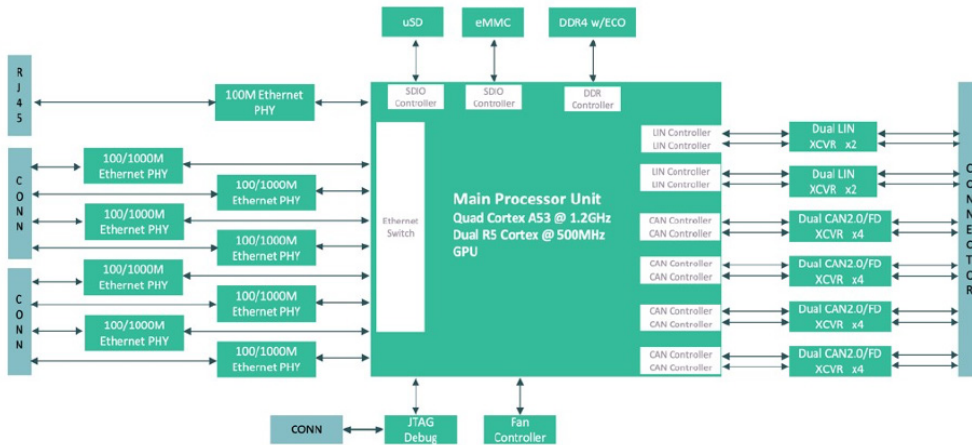 uSD
eMMC
DDR4 w/ECO
RJ45
100M Ethernet
PHY
SDIO
Controller
SDIO
Controller
DDR
Controller
CONN
100/1000M
Ethernet PHY
100/1000M
Ethernet PHY
100/1000M
Ethernet PHY
100/1000M
Ethernet PHY
CONN
100/1000M
Ethernet PHY
100/1000M
Ethernet PHY
100/1000M
Ethernet PHY
100/1000M
Ethernet PHY
Ethernet
Switch
Main Processor Unit
Quad Cortex A53 @ 1.2GHz
Dual R5 Cortex @ 500MHz
GPU
LIN Controller
LIN Controller
LIN Controller
LIN Controller
CAN Controller
CAN Controller
CAN Controller
CAN Controller
CAN Controller
CAN Controller
CAN Controller
CAN Controller
Dual LIN
XCVR x2
Dual LIN
XCVR x2
Dual CAN2.0/FD
XCVR x4
Dual CAN2.0/FD
XCVR x4
Dual CAN2.0/FD
XCVR x4
Dual CAN2.0/FD
XCVR x4
CONNECTOR
CONN
JTAG
Debug
Fan
Controller